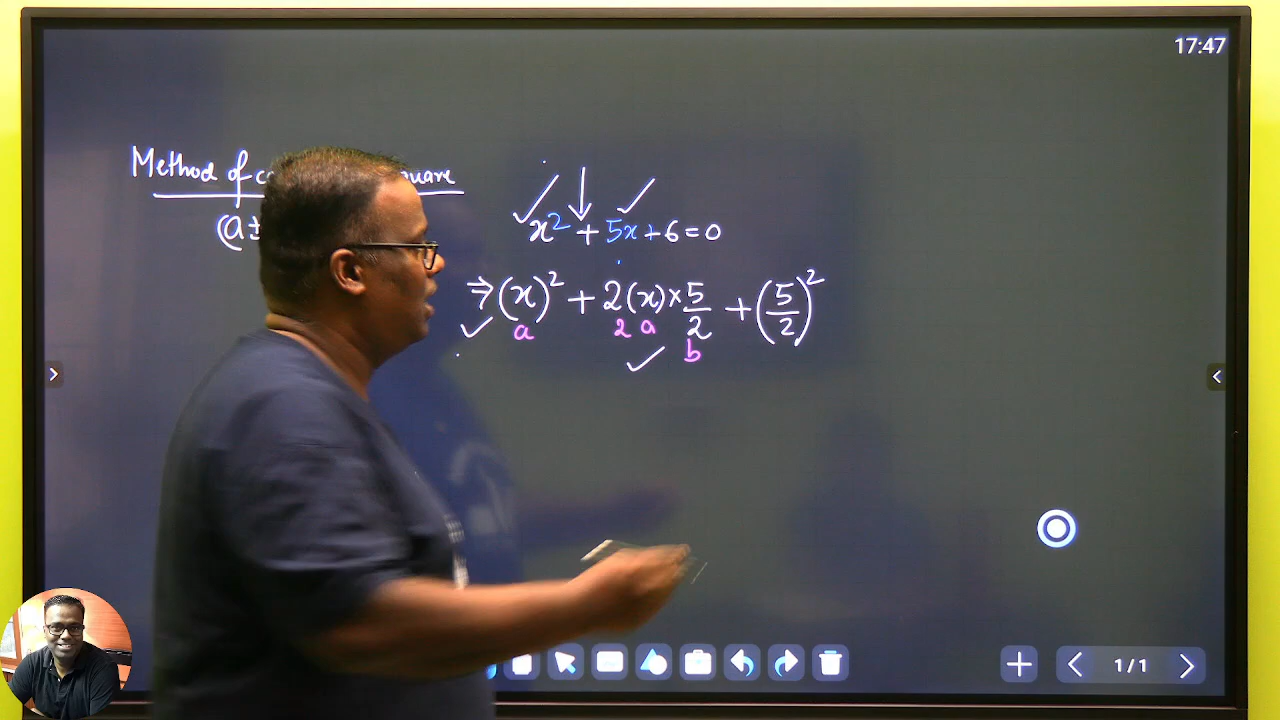 17:47
Method of
(a ±
x² + 5x + 6 = 0
⇒ (x)² + 2(x) × 5/2 + (5/2)²
a 2 a b
1/1